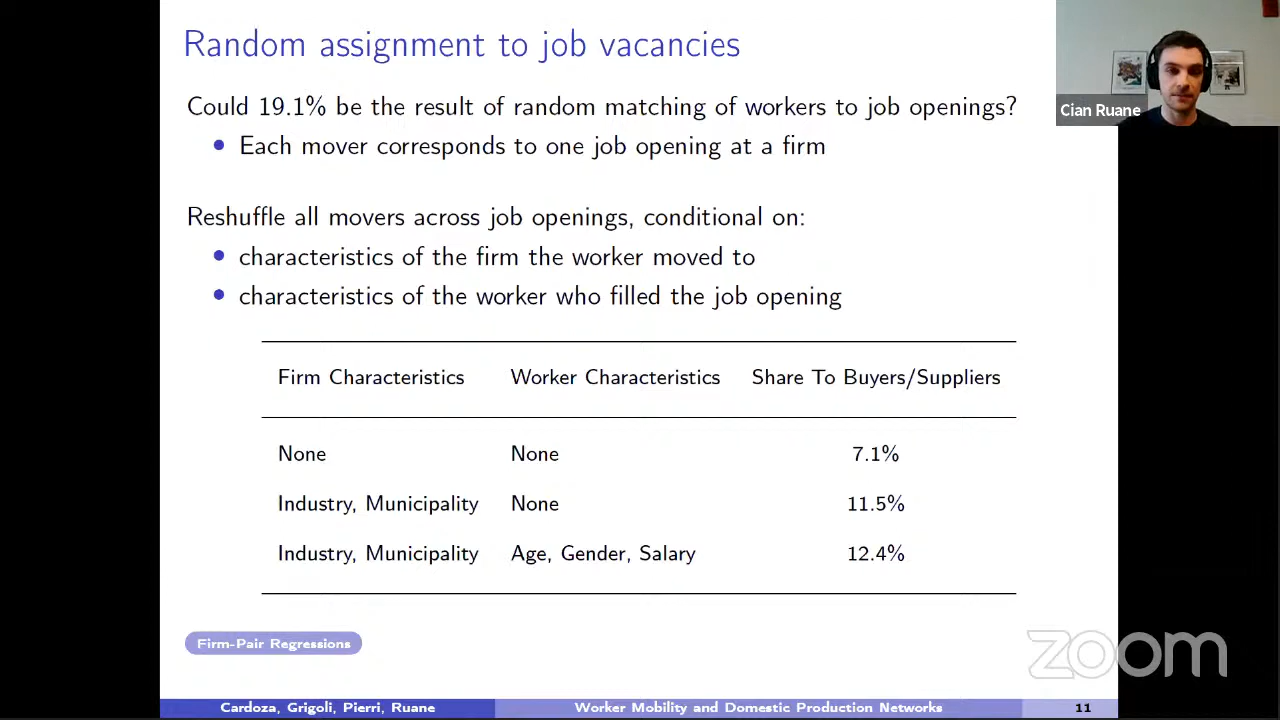 Random assignment to job vacancies
Cian Ruane
Could 19.1% be the result of random matching of workers to job openings?
• Each mover corresponds to one job opening at a firm
Reshuffle all movers across job openings, conditional on:
• characteristics of the firm the worker moved to
• characteristics of the worker who filled the job opening
Firm Characteristics Worker Characteristics Share To Buyers/Suppliers
None None 7.1%
Industry, Municipality None 11.5%
Industry, Municipality Age, Gender, Salary 12.4%
Firm-Pair Regressions
zoom
Cardoza, Grigoli, Pierri, Ruane Worker Mobility and Domestic Production Networks 11